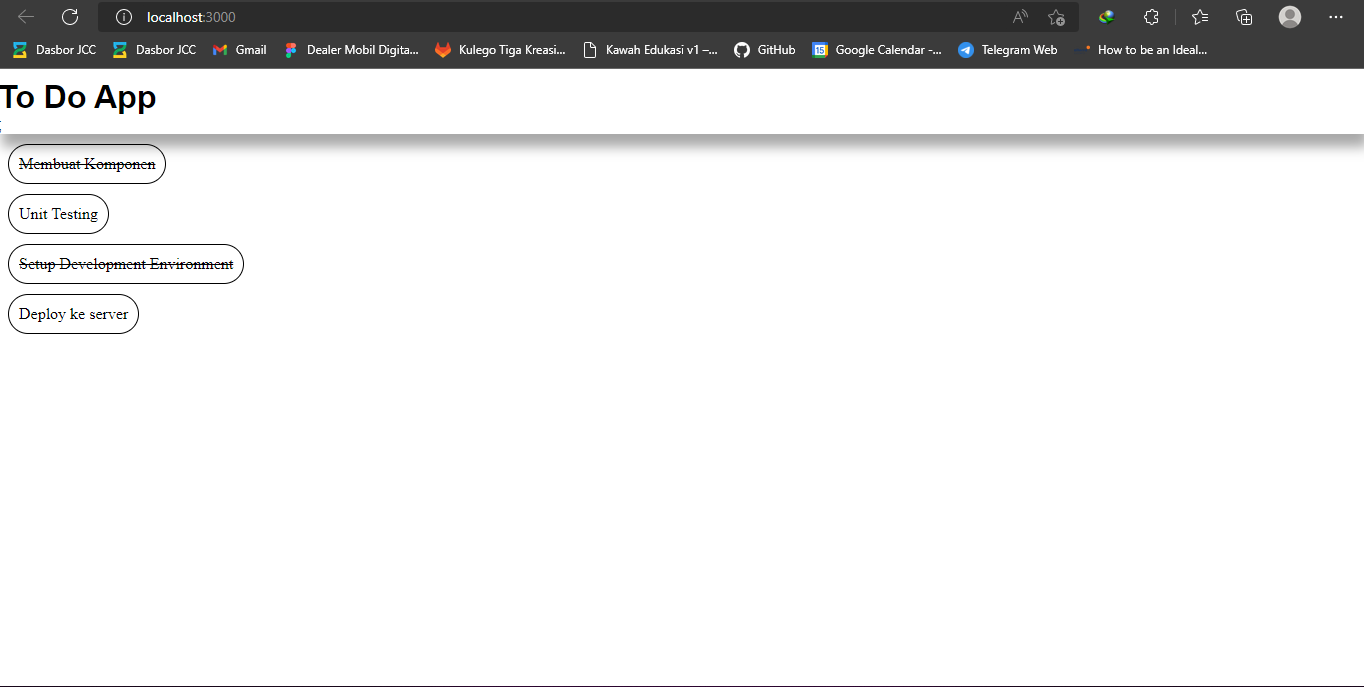 localhost:3000
Dasbor JCC Dasbor JCC Gmail Dealer Mobil Digita... Kulego Tiga Kreasi... Kawah Edukasi v1 –... GitHub 15 Google Calendar -... Telegram Web How to be an Ideal...
To Do App
;
Membuat Komponen
Unit Testing
Setup Development Environment
Deploy ke server